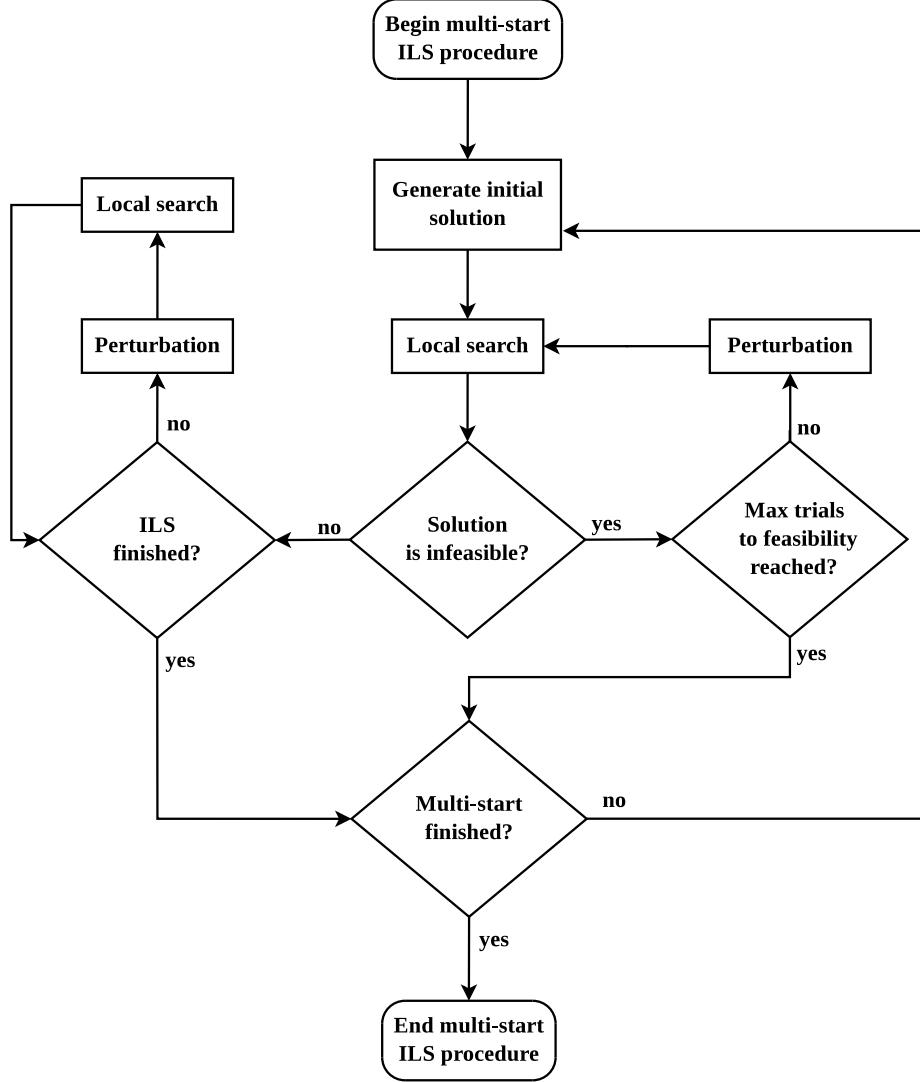 Begin multi-start
ILS procedure
Generate initial
solution
Local search
Local search
Perturbation
Perturbation
no
no
ILS
finished?
no
Solution
is infeasible?
yes
Max trials
to feasibility
reached?
yes
yes
Multi-start
finished?
no
yes
End multi-start
ILS procedure